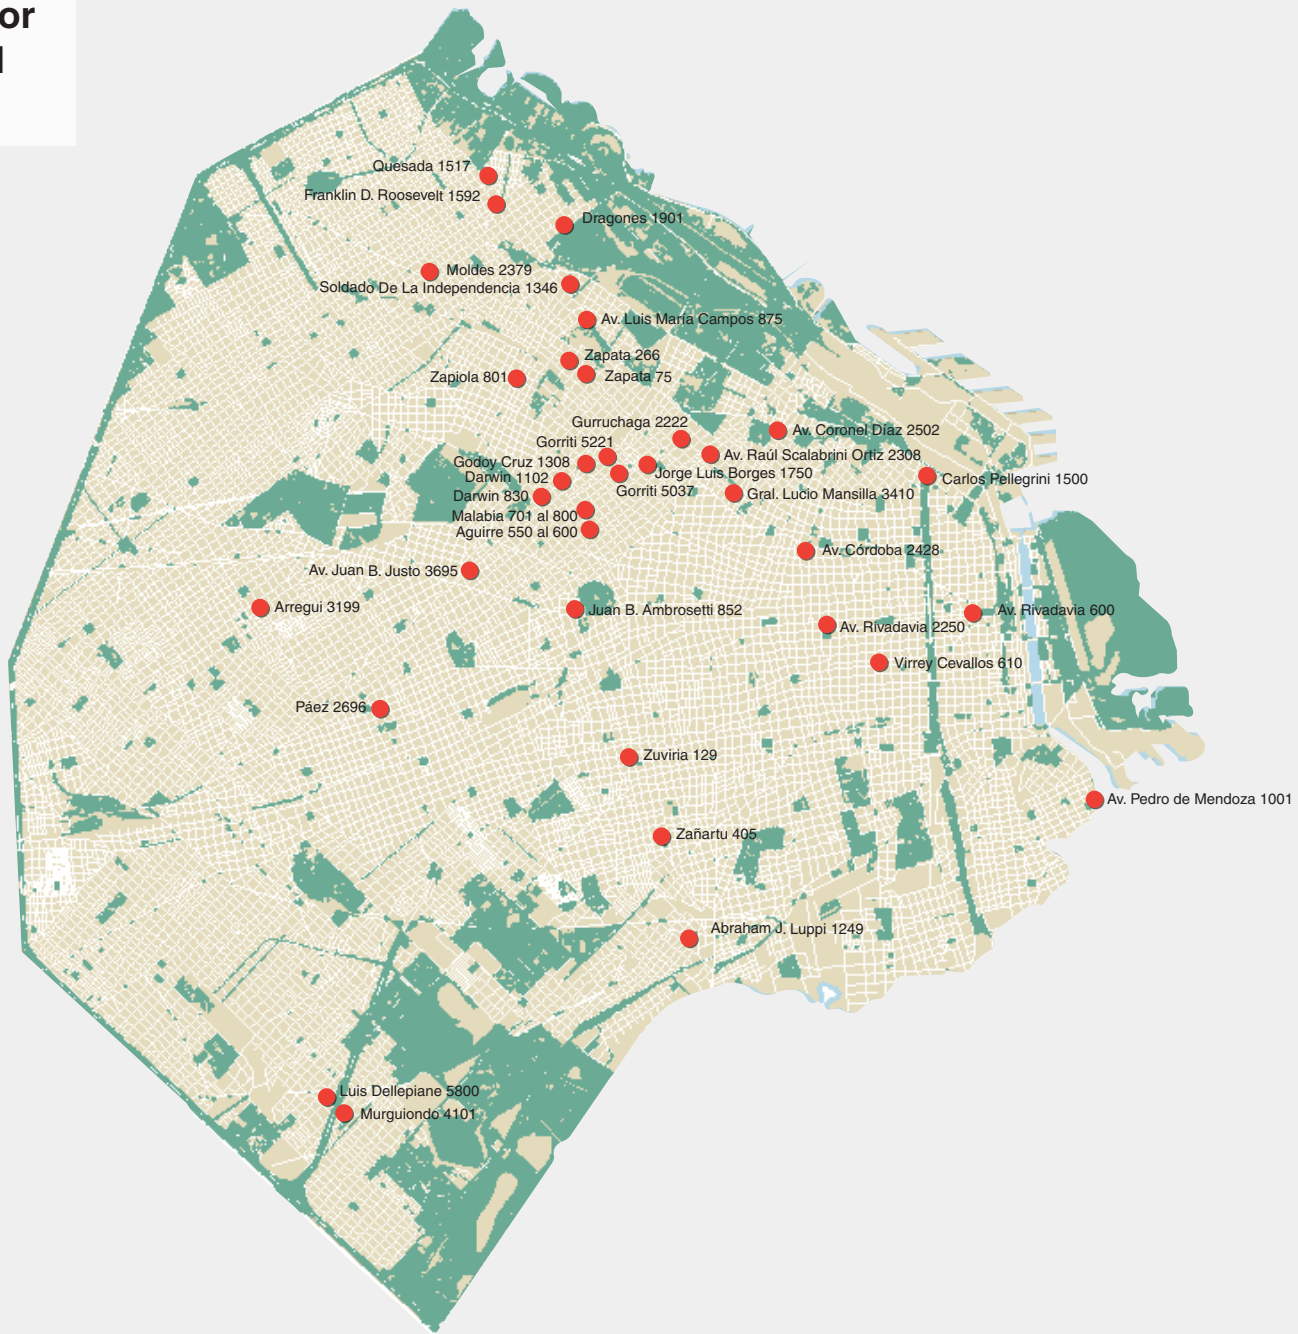 or
Quesada 1517
Franklin D. Roosevelt 1592
Dragones 1901
Moldes 2379
Soldado De La Independencia 1346
Av. Luis María Campos 875
Zapata 266
Zapiola 801
Zapata 75
Gurruchaga 2222
Av. Coronel Díaz 2502
Gorriti 5221
Av. Raúl Scalabrini Ortiz 2308
Godoy Cruz 1308
Jorge Luis Borges 1750
Darwin 1102
Carlos Pellegrini 1500
Gorriti 5037
Darwin 830
Gral. Lucio Mansilla 3410
Malabia 701 al 800
Aguirre 550 al 600
Av. Córdoba 2428
Av. Juan B. Justo 3695
Arregui 3199
Juan B. Ambrosetti 852
Av. Rivadavia 600
Av. Rivadavia 2250
Virrey Cevallos 610
Páez 2696
Zuviria 129
Av. Pedro de Mendoza 1001
Zañartu 405
Abraham J. Luppi 1249
Luis Dellepiane 5800
Murguiondo 4101